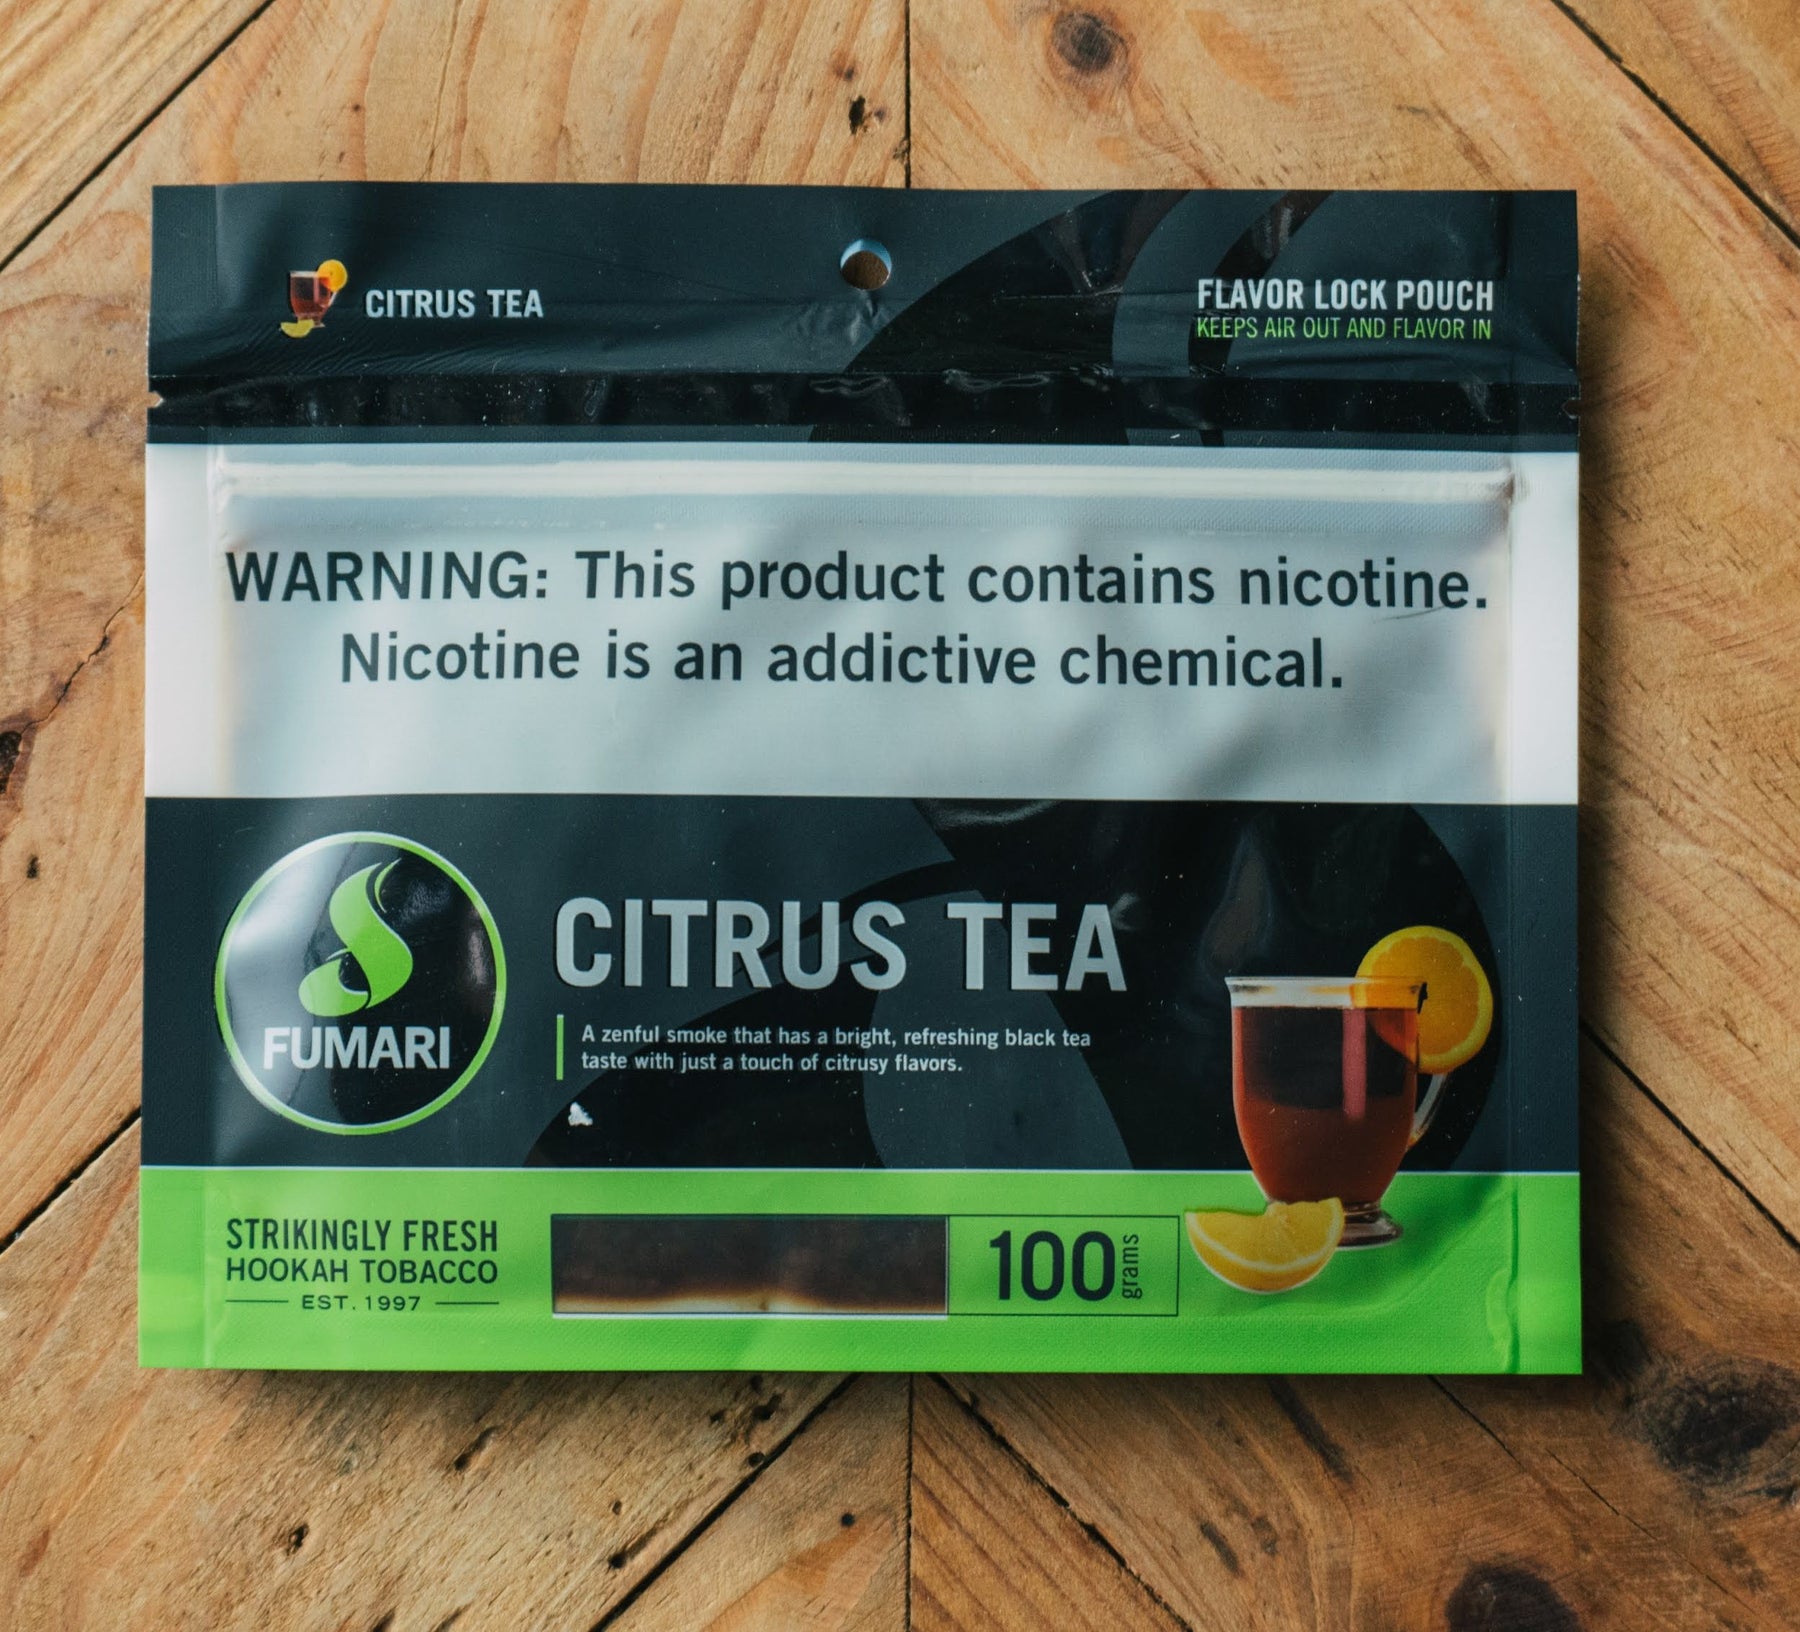 CITRUS TEA
FLAVOR LOCK POUCH
KEEPS AIR OUT AND FLAVOR IN
WARNING: This product contains nicotine.
Nicotine is an addictive chemical.
FUMARI
CITRUS TEA
A zenful smoke that has a bright, refreshing black tea
taste with just a touch of citrusy flavors.
STRIKINGLY FRESH
HOOKAH TOBACCO
EST. 1997
100 grams